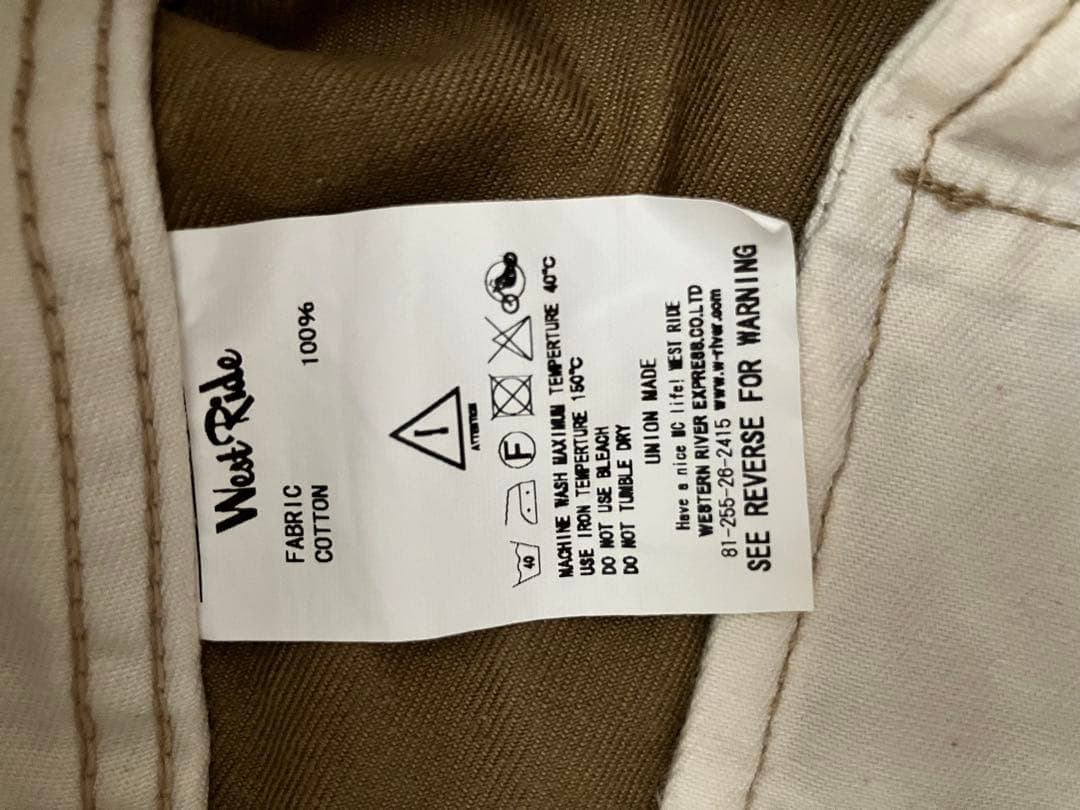 West Ride
FABRIC
COTTON 100%
ATTENTION
40 F
MACHINE WASH MAXIMUM TEMPERTURE 40℃
USE IRON TEMPERTURE 150℃
DO NOT USE BLEACH
DO NOT TUMBLE DRY
UNION MADE
Have a nice MC life! WEST RIDE
WESTERN RIVER EXPRESS.CO.LTD
81-255-26-2415 www.w-river.com
SEE REVERSE FOR WARNING